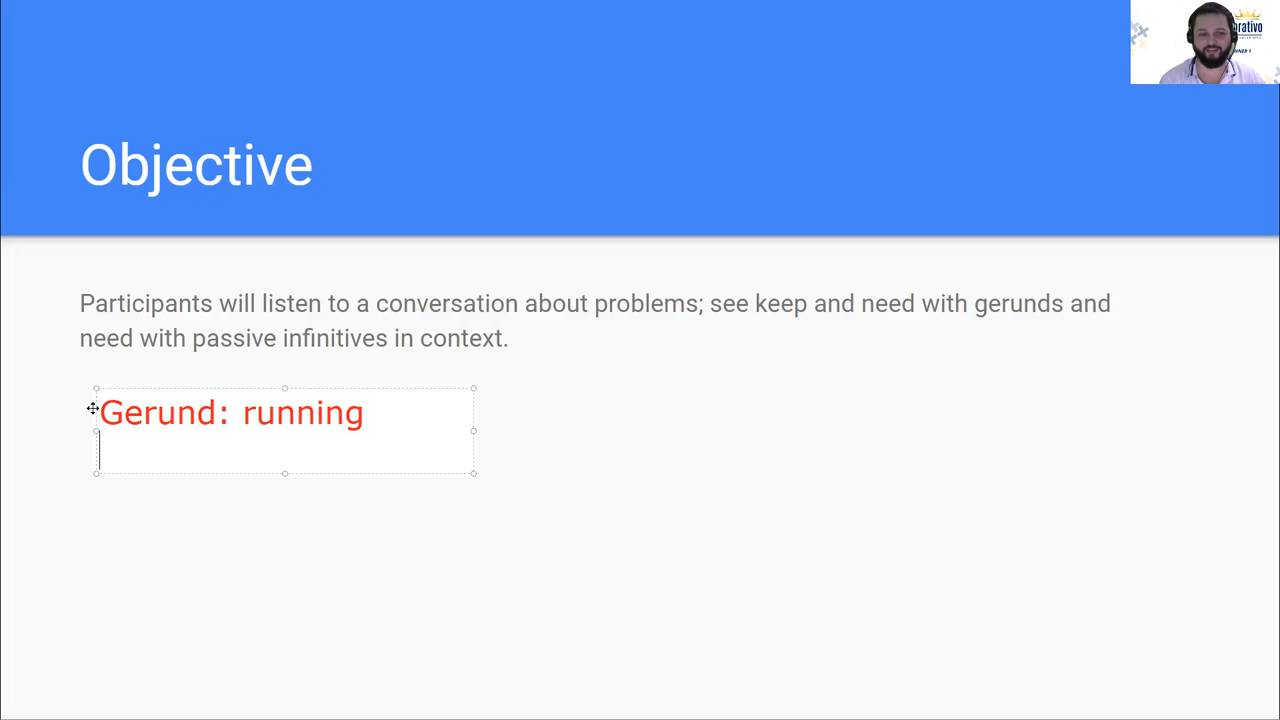 Objective
Participants will listen to a conversation about problems; see keep and need with gerunds and
need with passive infinitives in context.
Gerund: running